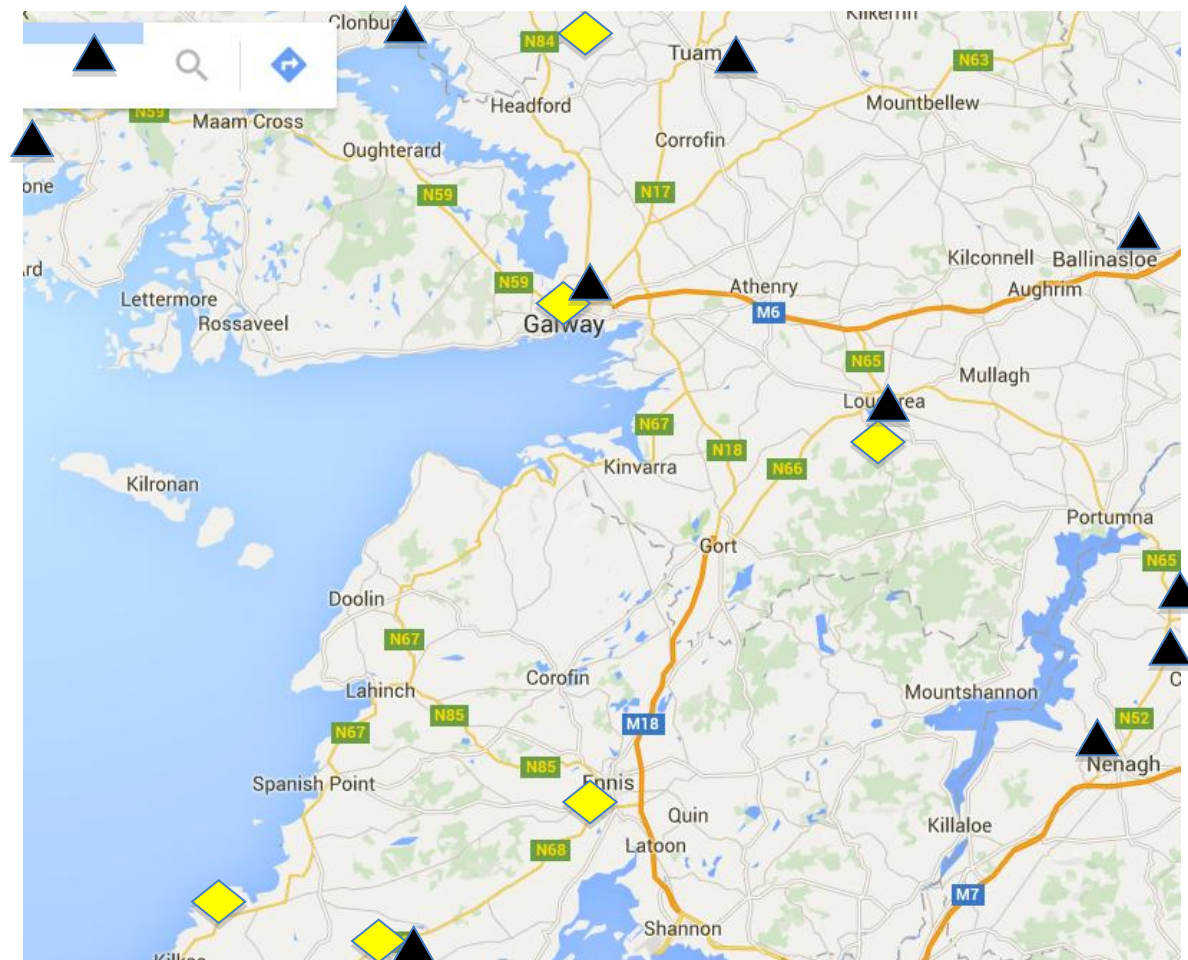 Clonbur
N84
Tuam
Kilkerrin
N63
Headford
Mountbellew
N59
Maam Cross
Oughterard
Corrofin
N59
N17
one
Kilconnell
Ballinasloe
ard
N59
Athenry
Aughrim
Lettermore
Rossaveel
Galway
M6
N65
Mullagh
N67
N18
N66
Kinvarra
Kilronan
Portumna
Gort
N65
Doolin
N67
Corofin
Lahinch
Mountshannon
C
N85
M18
N52
N67
N85
Nenagh
Spanish Point
Ennis
Quin
Killaloe
N68
Latoon
M7
Shannon